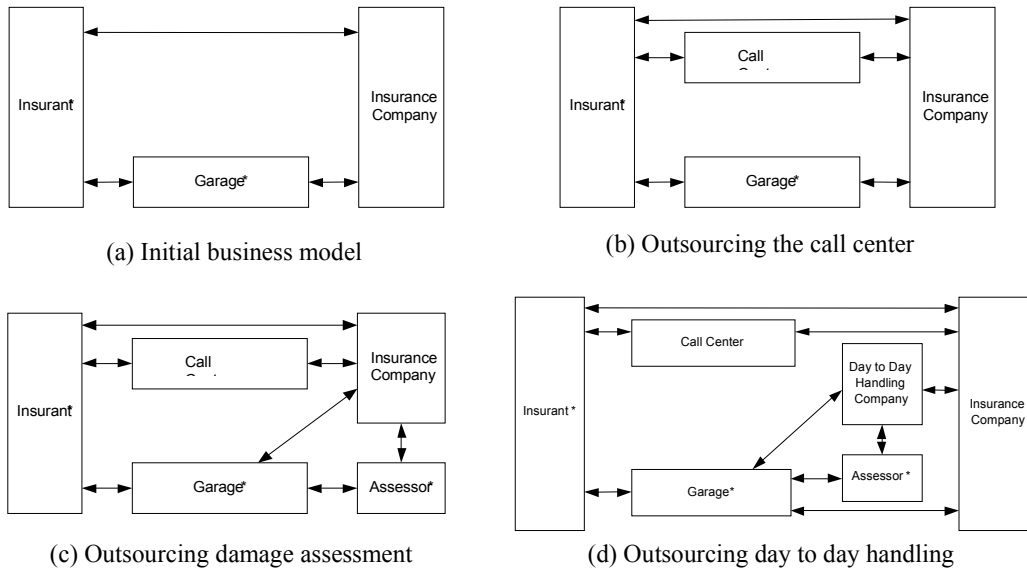 Insurant*
Insurance
Company
Garage*
(a) Initial business model
Call
Insurant*
Insurance
Company
Garage*
(b) Outsourcing the call center
Call
Insurance
Company
Insurant*
Garage*
Assessor*
(c) Outsourcing damage assessment
Call Center
Day to Day
Handling
Company
Insurant *
Insurance
Company
Assessor *
Garage*
(d) Outsourcing day to day handling